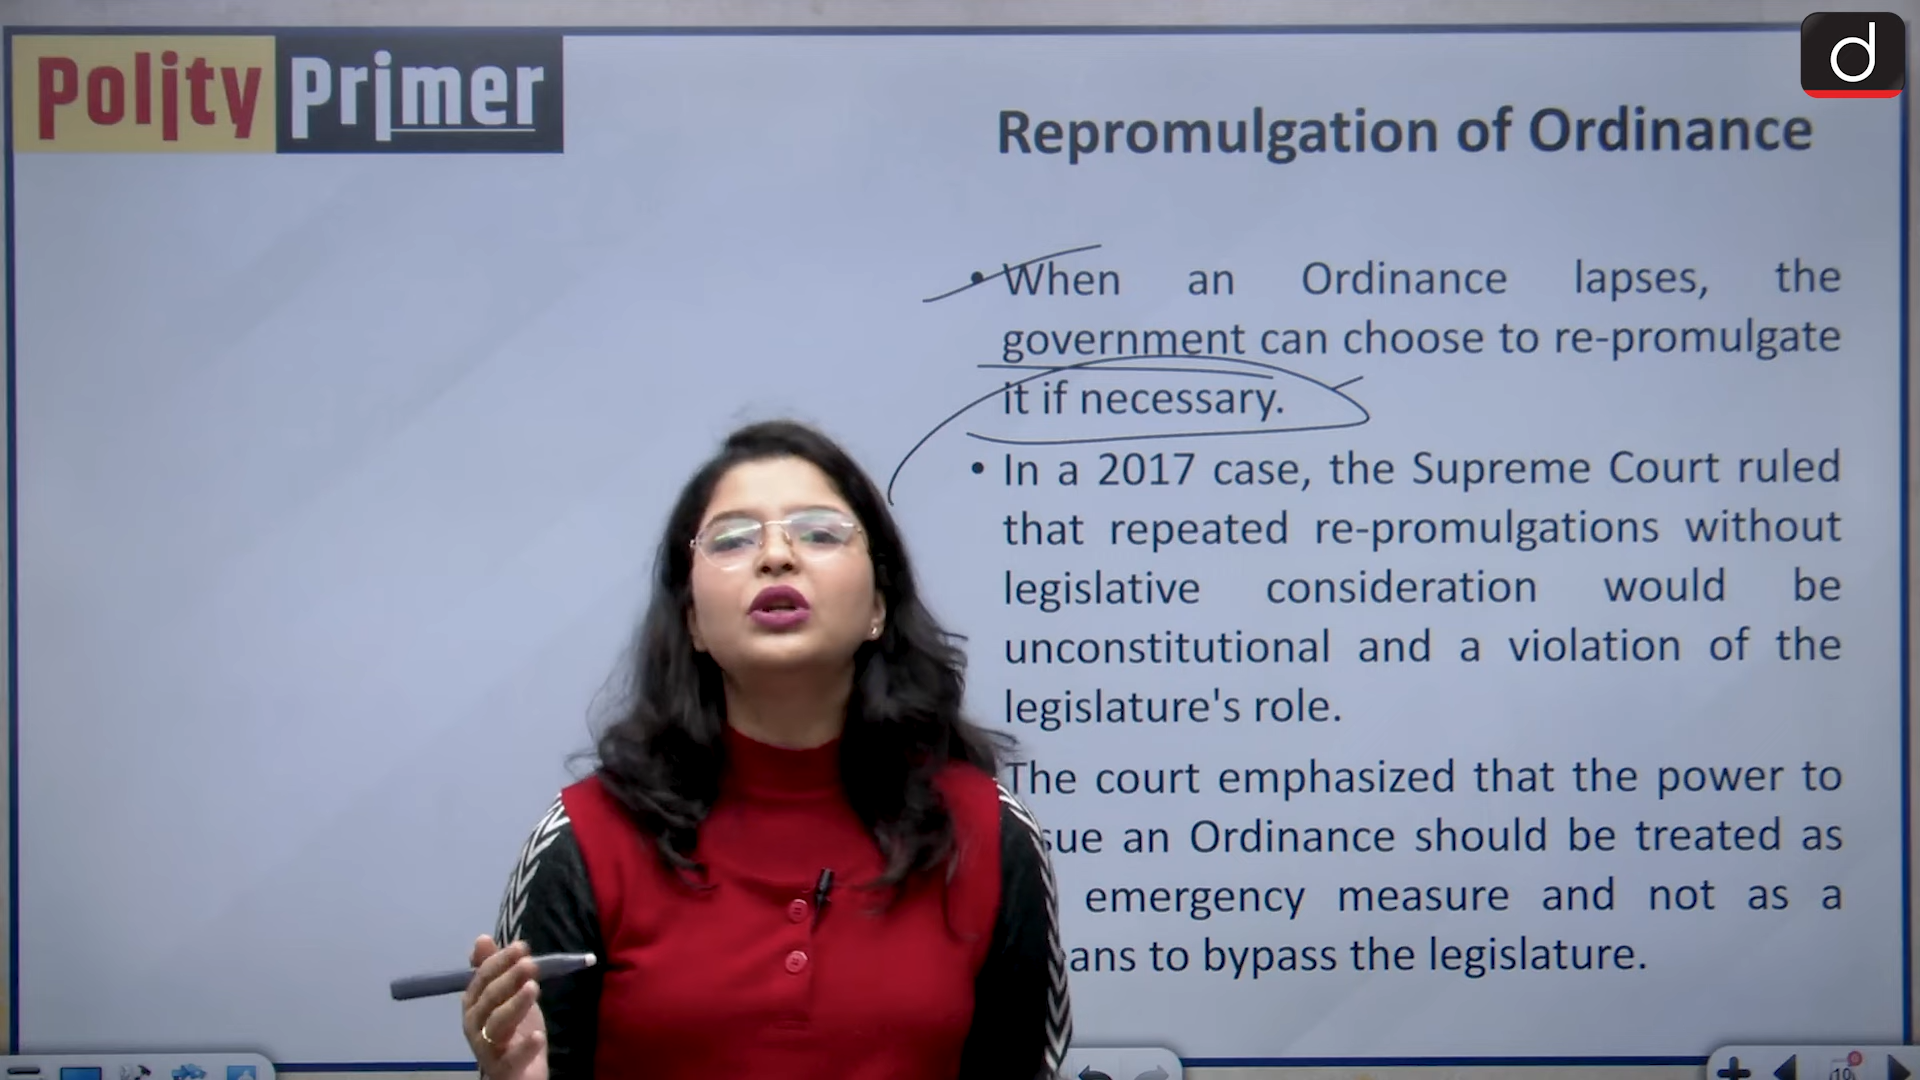 Polity Primer
d
Repromulgation of Ordinance
• When an Ordinance lapses, the
government can choose to re-promulgate
it if necessary.
• In a 2017 case, the Supreme Court ruled
that repeated re-promulgations without
legislative consideration would be
unconstitutional and a violation of the
legislature's role.
The court emphasized that the power to
an Ordinance should be treated as
emergency measure and not as a
to bypass the legislature.
10